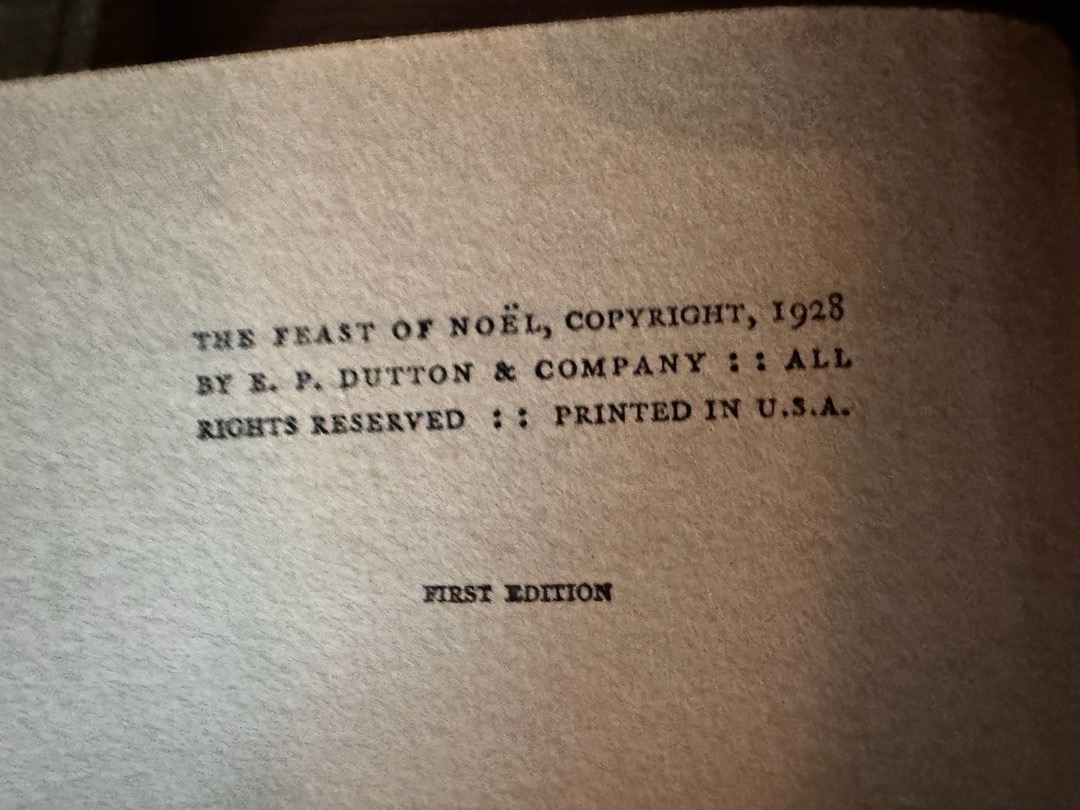 THE FEAST OF NOËL, COPYRIGHT, 1928
BY E. P. DUTTON & COMPANY : : ALL
RIGHTS RESERVED : : PRINTED IN U.S.A.
FIRST EDITION